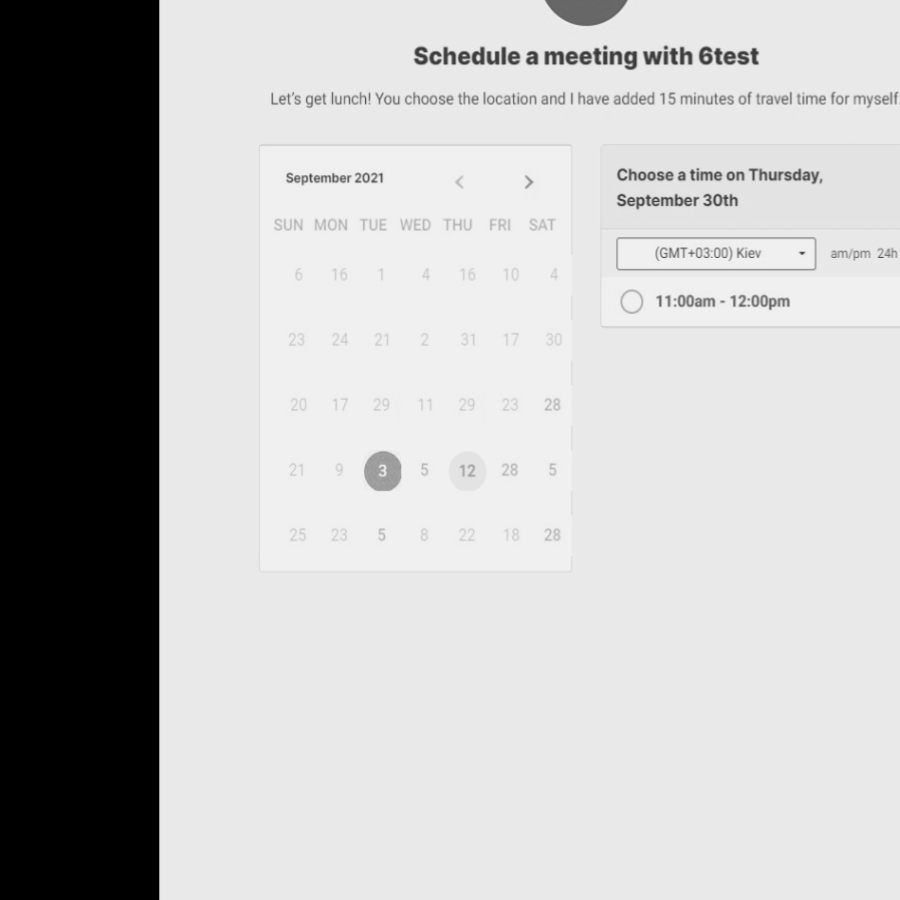 Schedule a meeting with 6test
Let's get lunch! You choose the location and I have added 15 minutes of travel time for myself.
September 2021
SUN MON TUE WED THU FRI SAT
6 16 1 4 16 10 4
23 24 21 2 31 17 30
20 17 29 11 29 23 28
21 9 3 5 12 28 5
25 23 5 8 22 18 28
Choose a time on Thursday,
September 30th
(GMT+03:00) Kiev am/pm 24h
11:00am - 12:00pm